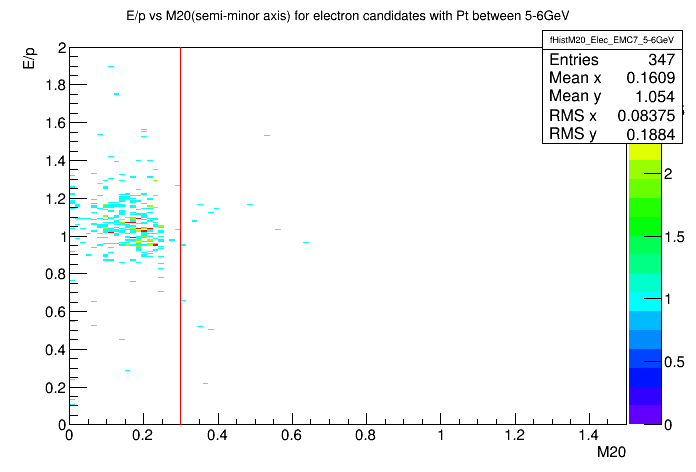 E/p vs M20(semi-minor axis) for electron candidates with Pt between 5-6GeV
fHistM20_Elec_EMC7_5-6GeV
Entries 347
Mean x 0.1609
Mean y 1.054
RMS x 0.08375
RMS y 0.1884
E/p
2
1.8
1.6
1.4
1.2
1
0.8
0.6
0.4
0.2
0
0 0.2 0.4 0.6 0.8 1 1.2 1.4
M20
2
1.5
1
0.5
0